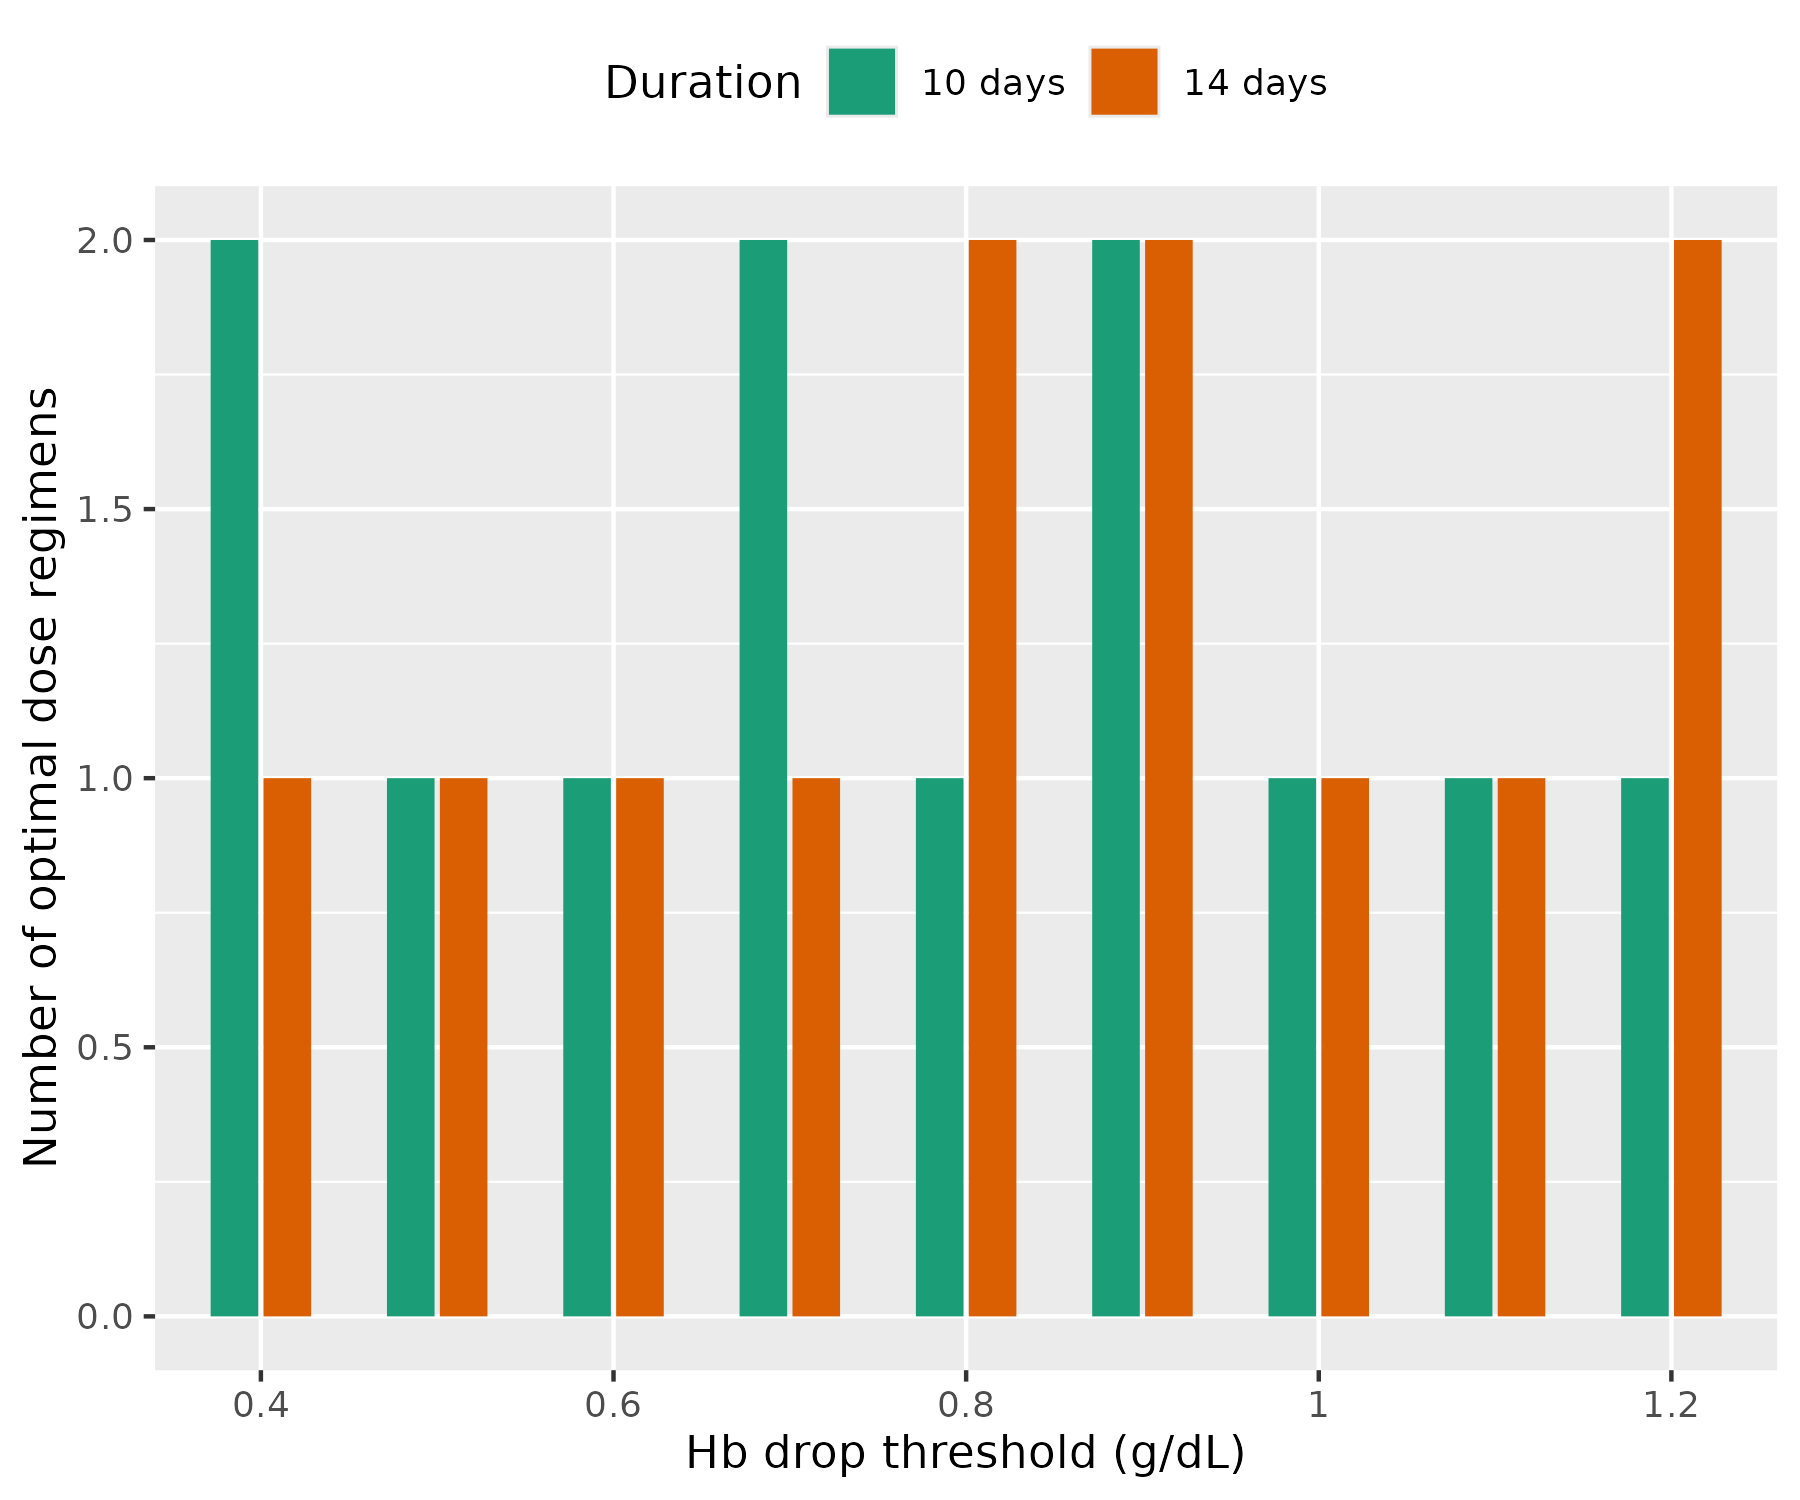 Duration 10 days 14 days
Number of optimal dose regimens
2.0
1.5
1.0
0.5
0.0
0.4 0.6 0.8 1 1.2
Hb drop threshold (g/dL)